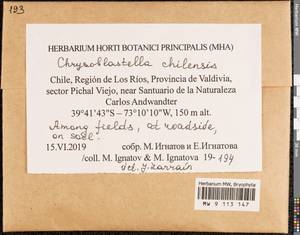 193
HERBARIUM HORTI BOTANICI PRINCIPALIS (MHA)
Chrysoblastella chilensis
Chile, Región de Los Ríos, Provincia de Valdivia,
sector Pichal Viejo, near Santuario de la Naturaleza
Carlos Andwandter
39°41'43"S – 73°10'10"W, 150 m alt.
Among fields, at roadside,
on soil.
15.VI.2019 собр. М.Игнатов и Е.Игнатова
/coll. M. Ignatov & M. Ignatova 19-194
det. J. Larraín
Herbarium MW, Bryophyta
MW 9 113 147